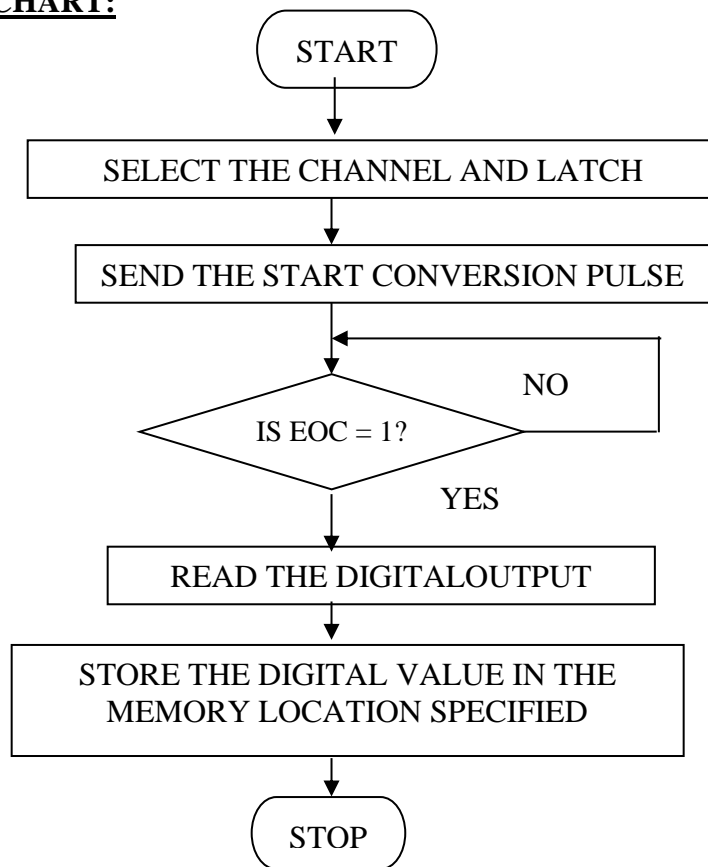 CHART:
START
SELECT THE CHANNEL AND LATCH
SEND THE START CONVERSION PULSE
NO
IS EOC = 1?
YES
READ THE DIGITALOUTPUT
STORE THE DIGITAL VALUE IN THE
MEMORY LOCATION SPECIFIED
STOP